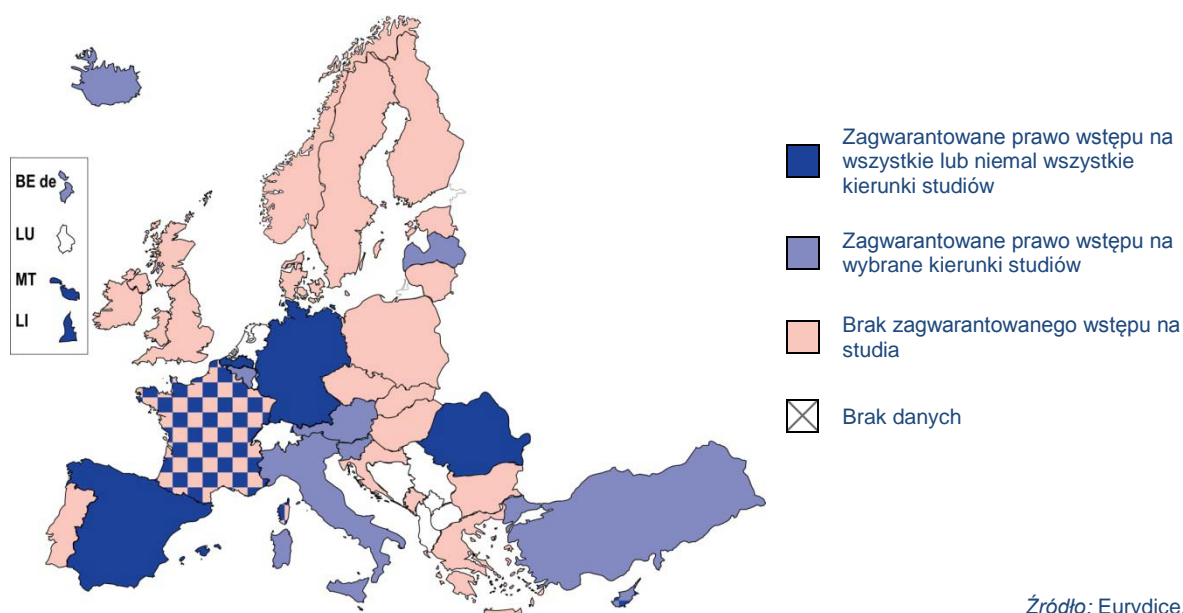 BE de
LU
MT
LI
Zagwarantowane prawo wstępu na
wszystkie lub niemal wszystkie
kierunki studiów
Zagwarantowane prawo wstępu na
wybrane kierunki studiów
Brak zagwarantowanego wstępu na
studia
Brak danych
Źródło: Eurydice.